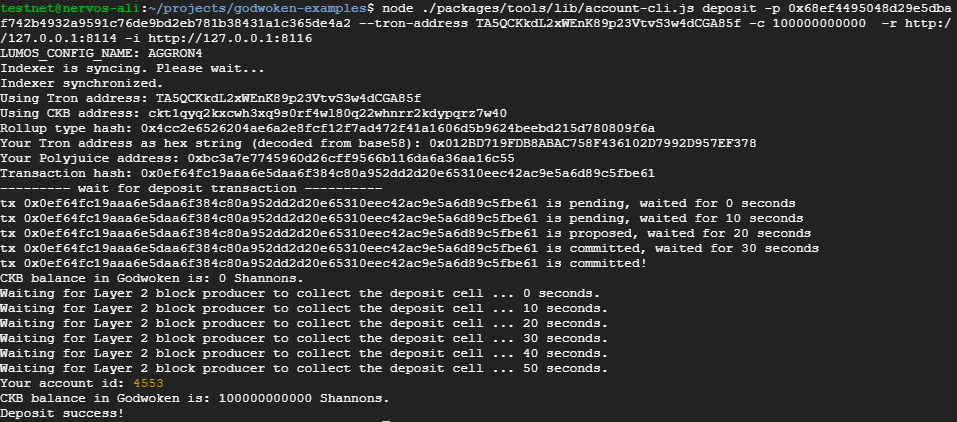 testnet@nervos-ali:~/projects/godwoken-examples$ node ./packages/tools/lib/account-cli.js deposit -p 0x68ef4495048d29e5dba
f742b4932a9591c76de9bd2eb781b38431a1c365de4a2 --tron-address TA5QCKkdL2xWEnK89p23VtvS3w4dCGA85f -c 100000000000  -r http:/
/127.0.0.1:8114 -i http://127.0.0.1:8116
LUMOS_CONFIG_NAME: AGGRON4
Indexer is syncing. Please wait...
Indexer synchronized.
Using Tron address: TA5QCKkdL2xWEnK89p23VtvS3w4dCGA85f
Using CKB address: ckt1qyq2kxcwh3xq9s0rf4wl80q22whnrr2kdypqrz7w40
Rollup type hash: 0x4cc2e6526204ae6a2e8fcf12f7ad472f41a1606d5b9624beebd215d780809f6a
Your Tron address as hex string (decoded from base58): 0x012BD719FDB8ABAC758F436102D7992D957EF378
Your Polyjuice address: 0xbc3a7e7745960d26cff9566b116da6a36aa16c55
Transaction hash: 0x0ef64fc19aaa6e5daa6f384c80a952dd2d20e65310eec42ac9e5a6d89c5fbe61
--------- wait for deposit transaction ----------
tx 0x0ef64fc19aaa6e5daa6f384c80a952dd2d20e65310eec42ac9e5a6d89c5fbe61 is pending, waited for 0 seconds
tx 0x0ef64fc19aaa6e5daa6f384c80a952dd2d20e65310eec42ac9e5a6d89c5fbe61 is pending, waited for 10 seconds
tx 0x0ef64fc19aaa6e5daa6f384c80a952dd2d20e65310eec42ac9e5a6d89c5fbe61 is proposed, waited for 20 seconds
tx 0x0ef64fc19aaa6e5daa6f384c80a952dd2d20e65310eec42ac9e5a6d89c5fbe61 is committed, waited for 30 seconds
tx 0x0ef64fc19aaa6e5daa6f384c80a952dd2d20e65310eec42ac9e5a6d89c5fbe61 is committed!
CKB balance in Godwoken is: 0 Shannons.
Waiting for Layer 2 block producer to collect the deposit cell ... 0 seconds.
Waiting for Layer 2 block producer to collect the deposit cell ... 10 seconds.
Waiting for Layer 2 block producer to collect the deposit cell ... 20 seconds.
Waiting for Layer 2 block producer to collect the deposit cell ... 30 seconds.
Waiting for Layer 2 block producer to collect the deposit cell ... 40 seconds.
Waiting for Layer 2 block producer to collect the deposit cell ... 50 seconds.
Your account id: 4553
CKB balance in Godwoken is: 100000000000 Shannons.
Deposit success!